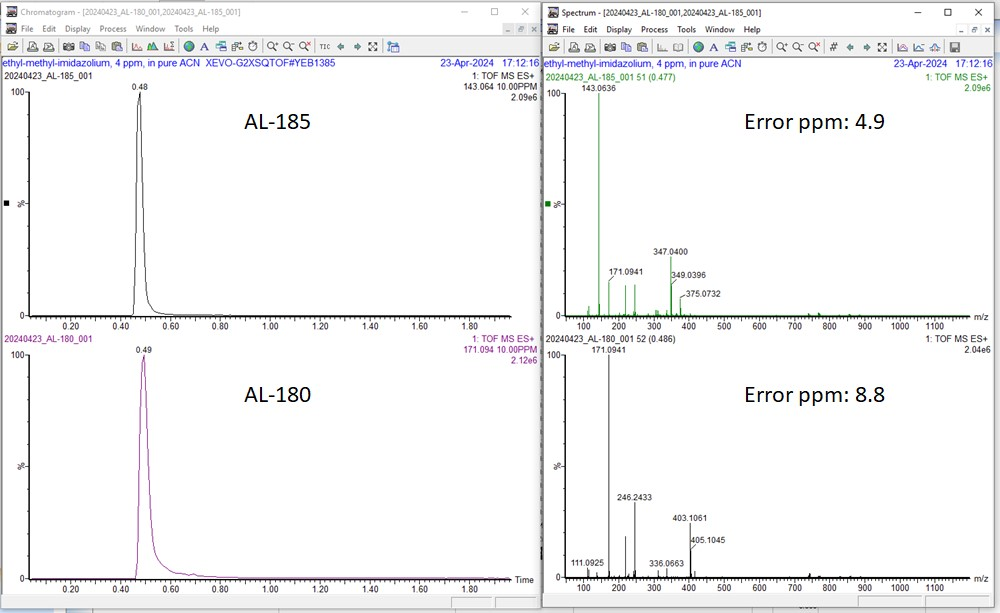 Chromatogram - [20240423_AL-180_001,20240423_AL-185_001]
File Edit Display Process Window Tools Help
TIC
ethyl-methyl-imidazolium, 4 ppm, in pure ACN XEVO-G2XSQTOF#YEB1385 23-Apr-2024 17:12:16
20240423_AL-185_001
1: TOF MS ES+
143.064 10.00PPM
2.09e6
100
0.48
AL-185
%
0
0.20 0.40 0.60 0.80 1.00 1.20 1.40 1.60 1.80
20240423_AL-180_001
1: TOF MS ES+
171.094 10.00PPM
2.12e6
100
0.49
AL-180
%
0
0.20 0.40 0.60 0.80 1.00 1.20 1.40 1.60 1.80
Time
Spectrum - [20240423_AL-180_001,20240423_AL-185_001]
File Edit Display Process Tools Window Help
ethyl-methyl-imidazolium, 4 ppm, in pure ACN 23-Apr-2024 17:12:16
20240423_AL-185_001 51 (0.477)
1: TOF MS ES+
2.09e6
100
143.0636
Error ppm: 4.9
%
347.0400
171.0941
349.0396
375.0732
0
m/z
100 200 300 400 500 600 700 800 900 1000 1100
20240423_AL-180_001 52 (0.486)
1: TOF MS ES+
2.04e6
100
171.0941
Error ppm: 8.8
%
246.2433
403.1061
405.1045
111.0925
336.0663
0
m/z
100 200 300 400 500 600 700 800 900 1000 1100